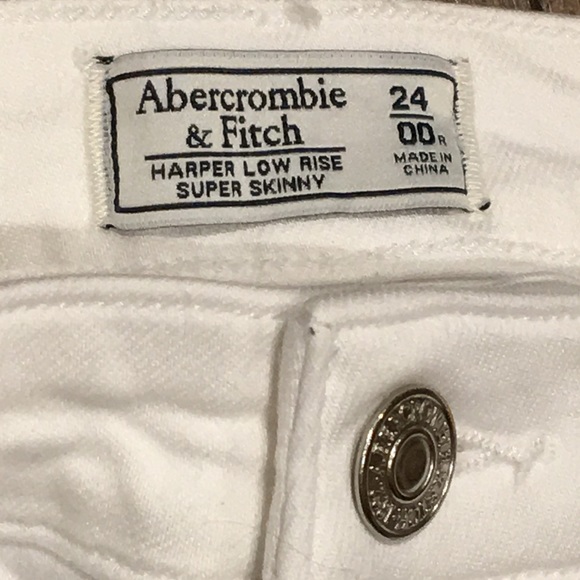 Abercrombie
& Fitch
HARPER LOW RISE
SUPER SKINNY
24
00R
MADE IN
CHINA